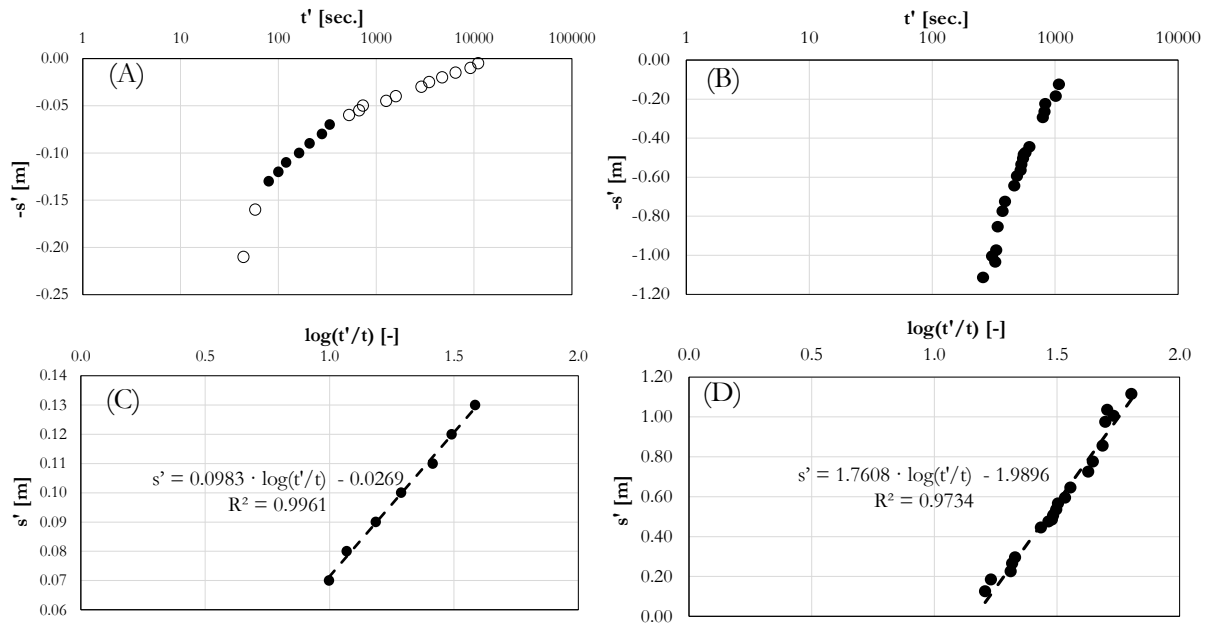 t' [sec.]
1 10 100 1000 10000 100000
(A)
0.00
-0.05
-0.10
-0.15
-0.20
-0.25
-s' [m]
t' [sec.]
1 10 100 1000 10000
(B)
0.00
-0.20
-0.40
-0.60
-0.80
-1.00
-1.20
-s' [m]
log(t'/t) [-]
0.0 0.5 1.0 1.5 2.0
(C)
0.14
0.13
0.12
0.11
0.10
0.09
0.08
0.07
0.06
s' [m]
s' = 0.0983 · log(t'/t) - 0.0269
R² = 0.9961
log(t'/t) [-]
0.0 0.5 1.0 1.5 2.0
(D)
1.20
1.00
0.80
0.60
0.40
0.20
0.00
s' [m]
s' = 1.7608 · log(t'/t) - 1.9896
R² = 0.9734